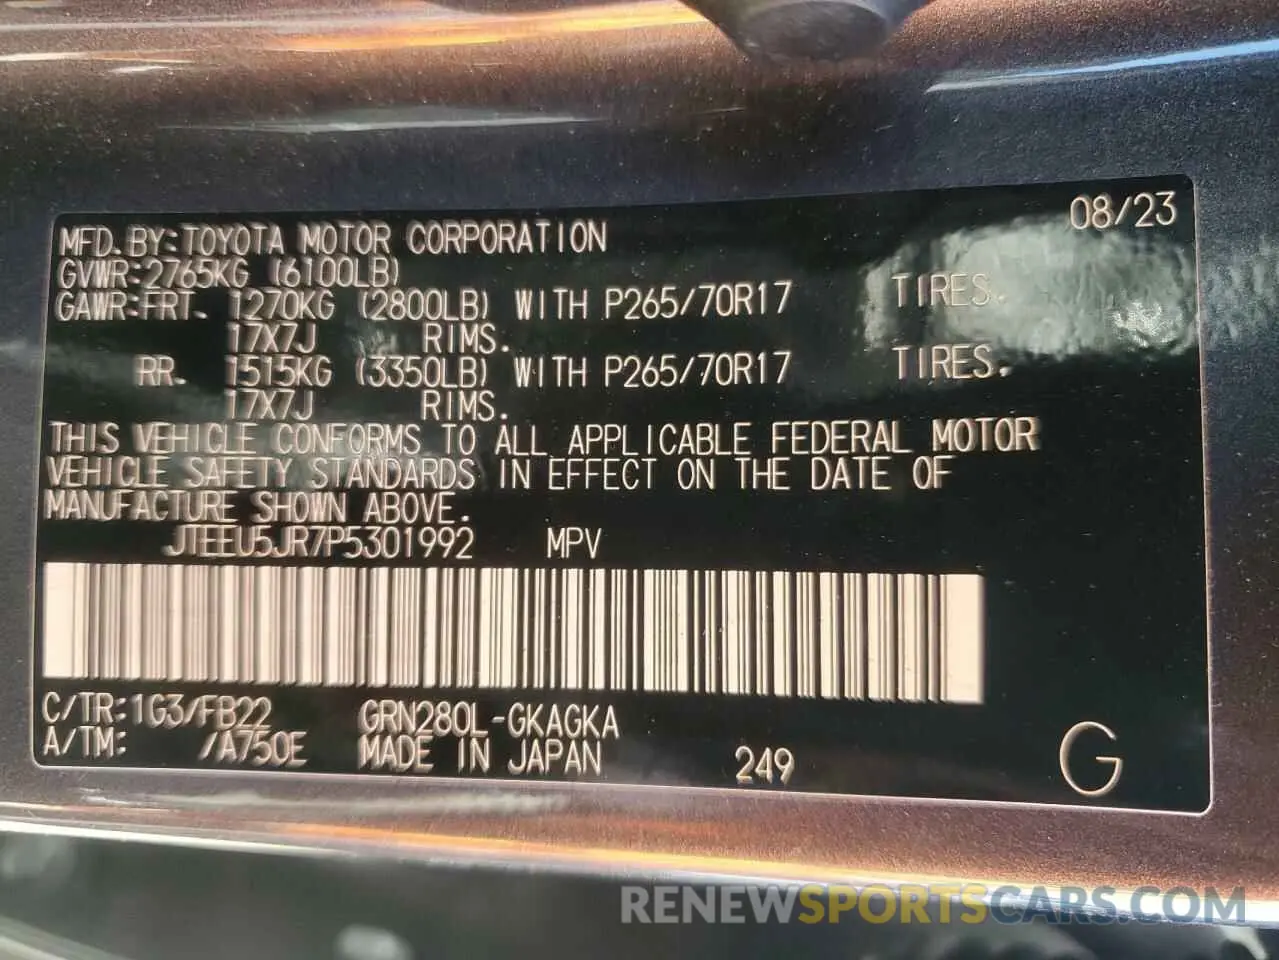 08/23
MFD.BY:TOYOTA MOTOR CORPORATION
GVWR:2765KG (6100LB)
GAWR:FRT. 1270KG (2800LB) WITH P265/70R17 TIRES.
17X7J RIMS.
RR. 1515KG (3350LB) WITH P265/70R17 TIRES.
17X7J RIMS.
THIS VEHICLE CONFORMS TO ALL APPLICABLE FEDERAL MOTOR
VEHICLE SAFETY STANDARDS IN EFFECT ON THE DATE OF
MANUFACTURE SHOWN ABOVE.
JTEEU5JR7P5301992 MPV
C/TR:1G3/FB22 GRN280L-GKAGKA
A/TM: /A750E MADE IN JAPAN 249 G
RENEWSPORTSCARS.COM